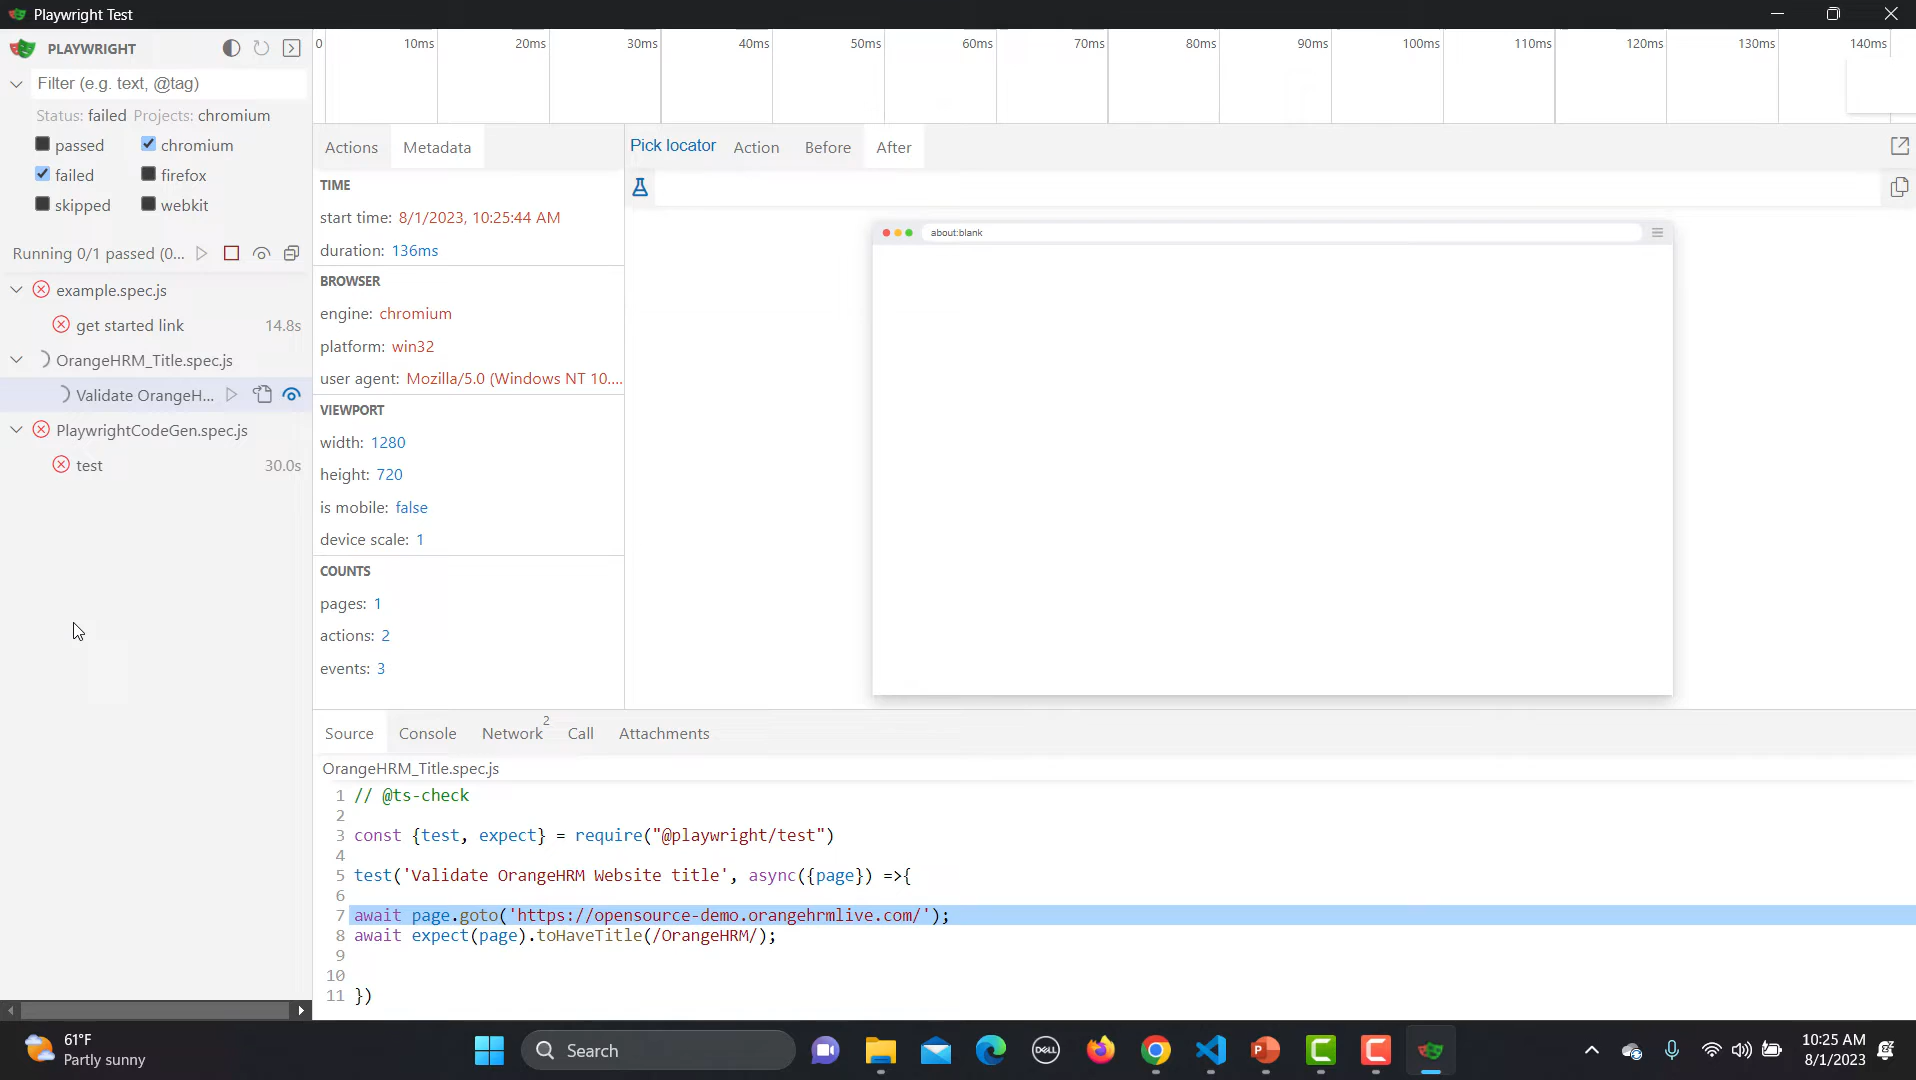 Playwright Test
PLAYWRIGHT
Filter (e.g. text, @tag)
Status: failed Projects: chromium
passed
chromium
failed
firefox
skipped
webkit
Running 0/1 passed (0...
example.spec.js
get started link 14.8s
OrangeHRM_Title.spec.js
Validate OrangeH...
PlaywrightCodeGen.spec.js
test 30.0s
0 10ms 20ms 30ms 40ms 50ms 60ms 70ms 80ms 90ms 100ms 110ms 120ms 130ms 140ms
Actions Metadata
TIME
start time: 8/1/2023, 10:25:44 AM
duration: 136ms
BROWSER
engine: chromium
platform: win32
user agent: Mozilla/5.0 (Windows NT 10....
VIEWPORT
width: 1280
height: 720
is mobile: false
device scale: 1
COUNTS
pages: 1
actions: 2
events: 3
Pick locator Action Before After
about:blank
Source Console Network 2 Call Attachments
OrangeHRM_Title.spec.js
1 // @ts-check
2
3 const {test, expect} = require("@playwright/test")
4
5 test('Validate OrangeHRM Website title', async({page}) =>{
6
7 await page.goto('https://opensource-demo.orangehrmlive.com/');
8 await expect(page).toHaveTitle(/OrangeHRM/);
9
10
11 })
61°F
Partly sunny
Search
DELL
10:25 AM
8/1/2023